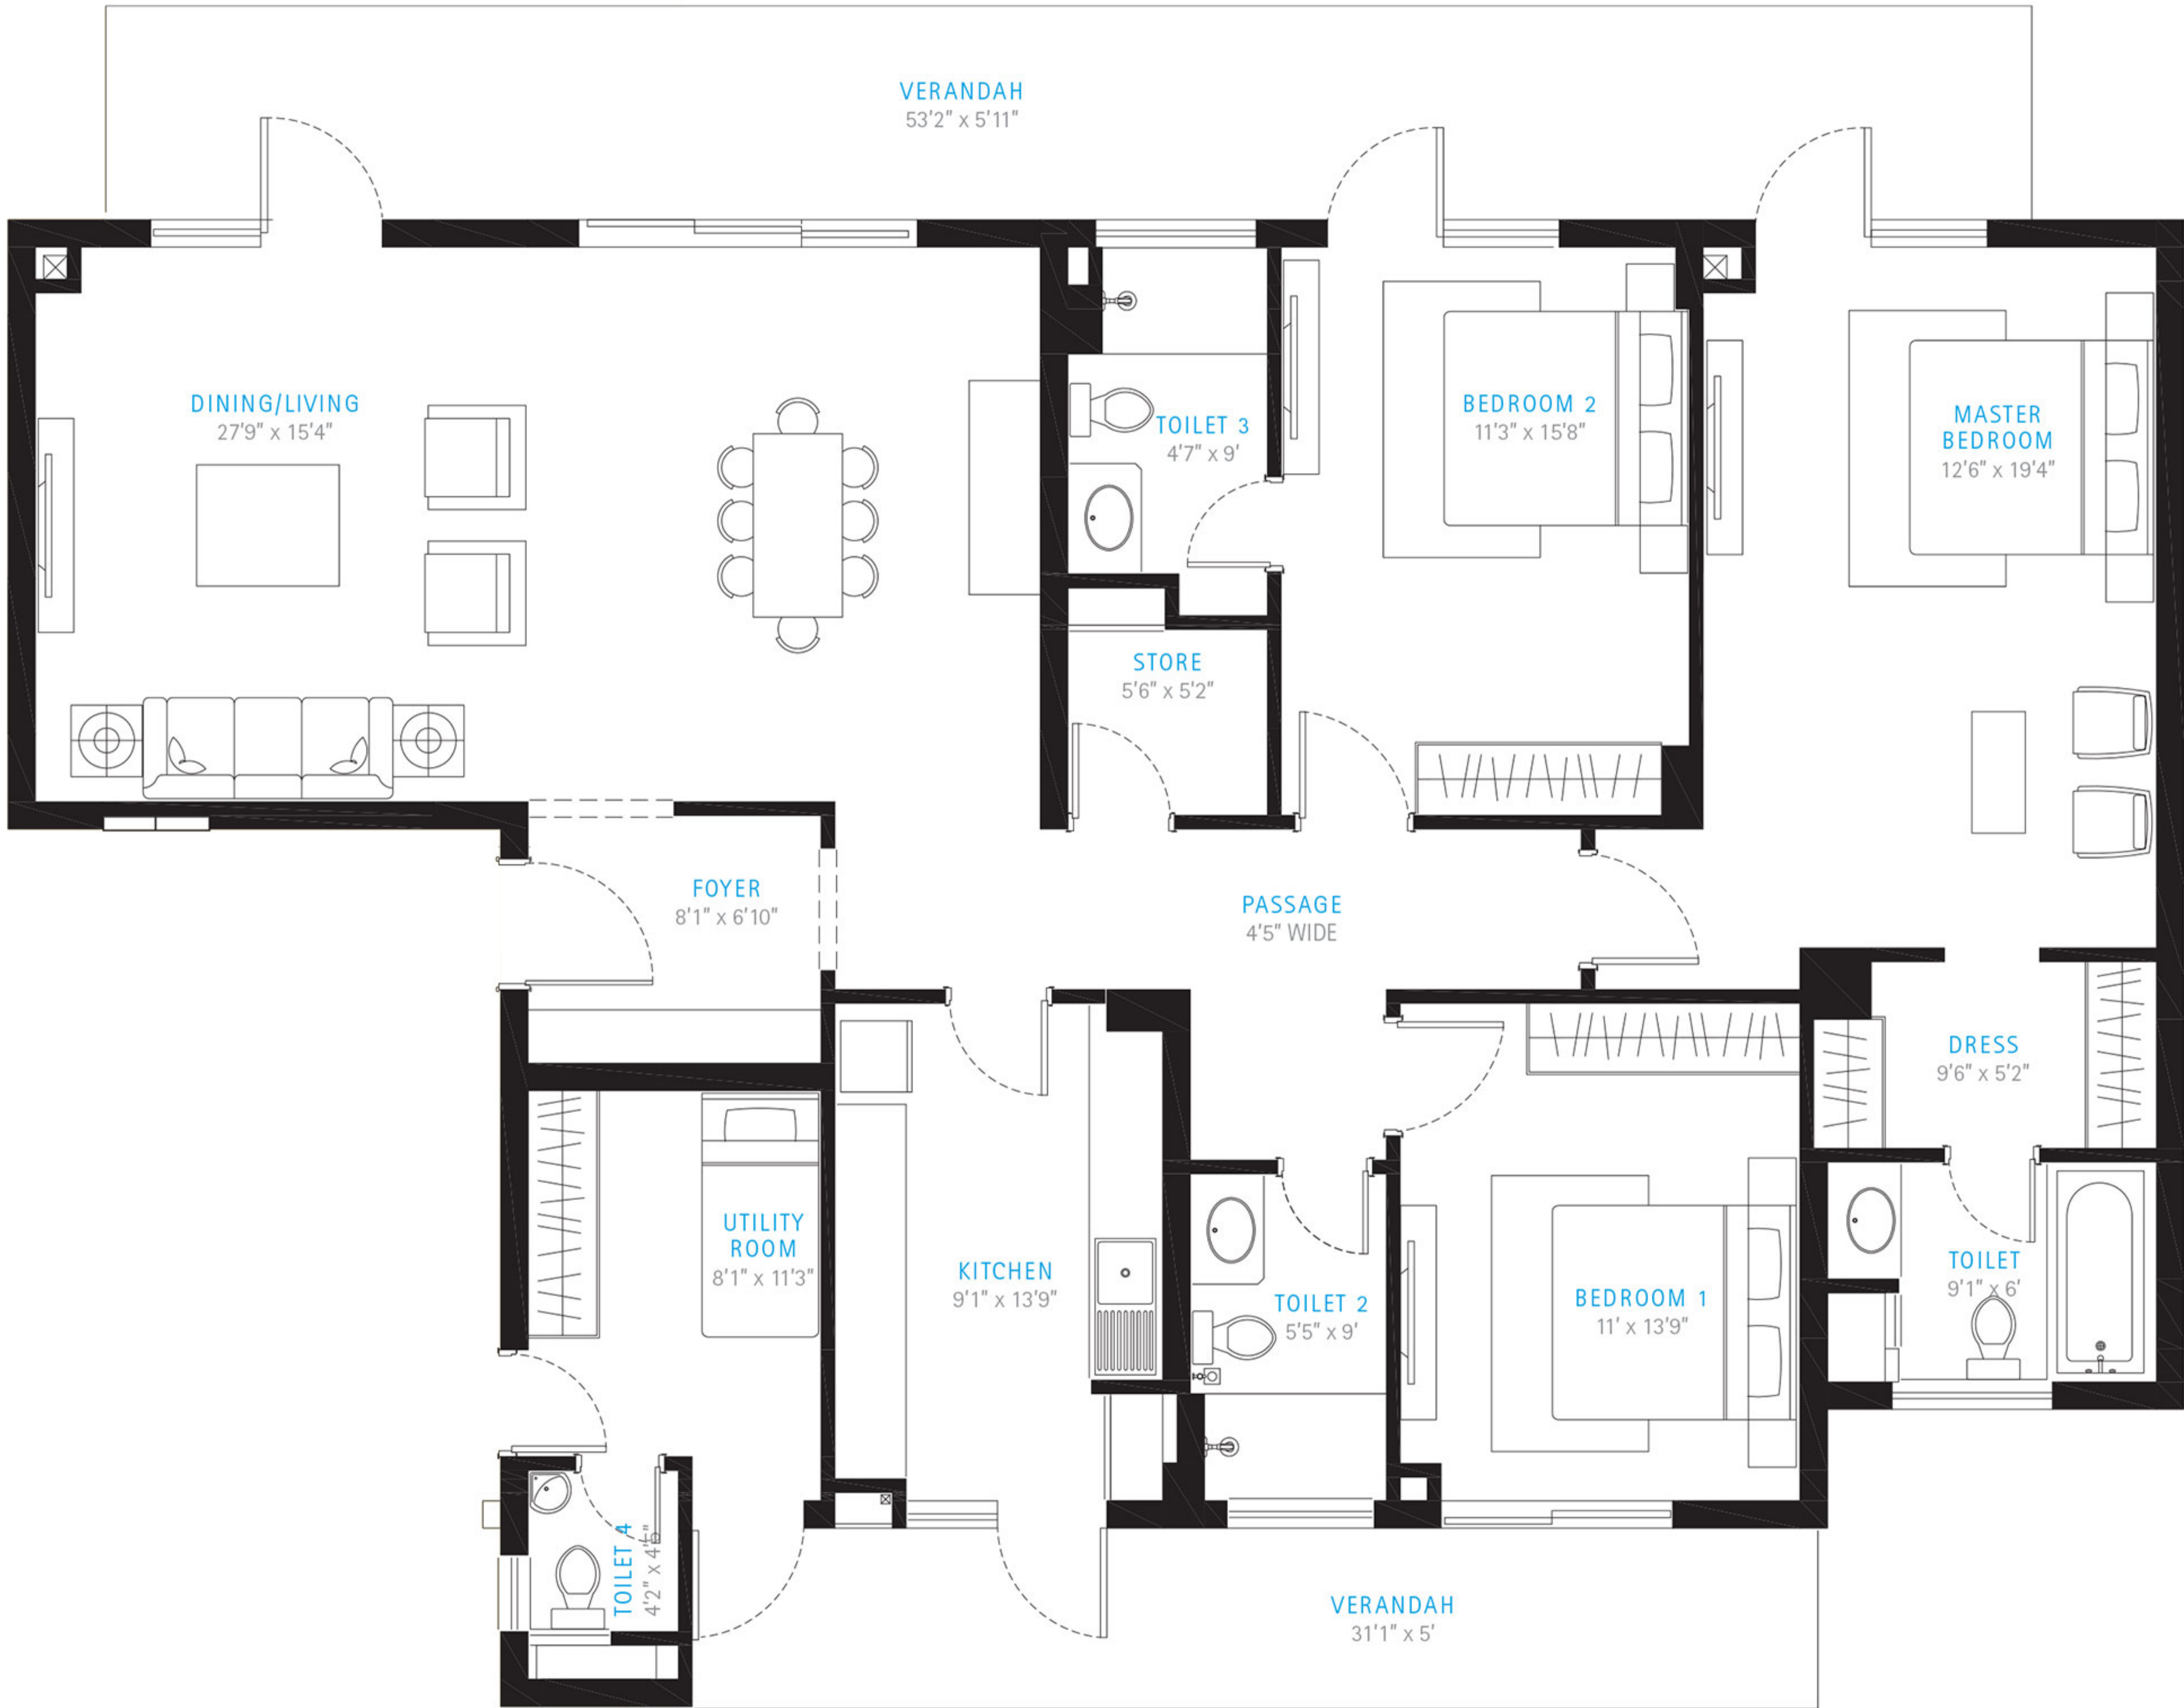 VERANDAH
53'2" x 5'11"
DINING/LIVING
27'9" x 15'4"
TOILET 3
4'7" x 9'
BEDROOM 2
11'3" x 15'8"
MASTER
BEDROOM
12'6" x 19'4"
STORE
5'6" x 5'2"
FOYER
8'1" x 6'10"
PASSAGE
4'5" WIDE
DRESS
9'6" x 5'2"
UTILITY
ROOM
8'1" x 11'3"
KITCHEN
9'1" x 13'9"
TOILET 2
5'5" x 9'
BEDROOM 1
11' x 13'9"
TOILET
9'1" x 6'
TOILET 4
4'2" x
VERANDAH
31'1" x 5'